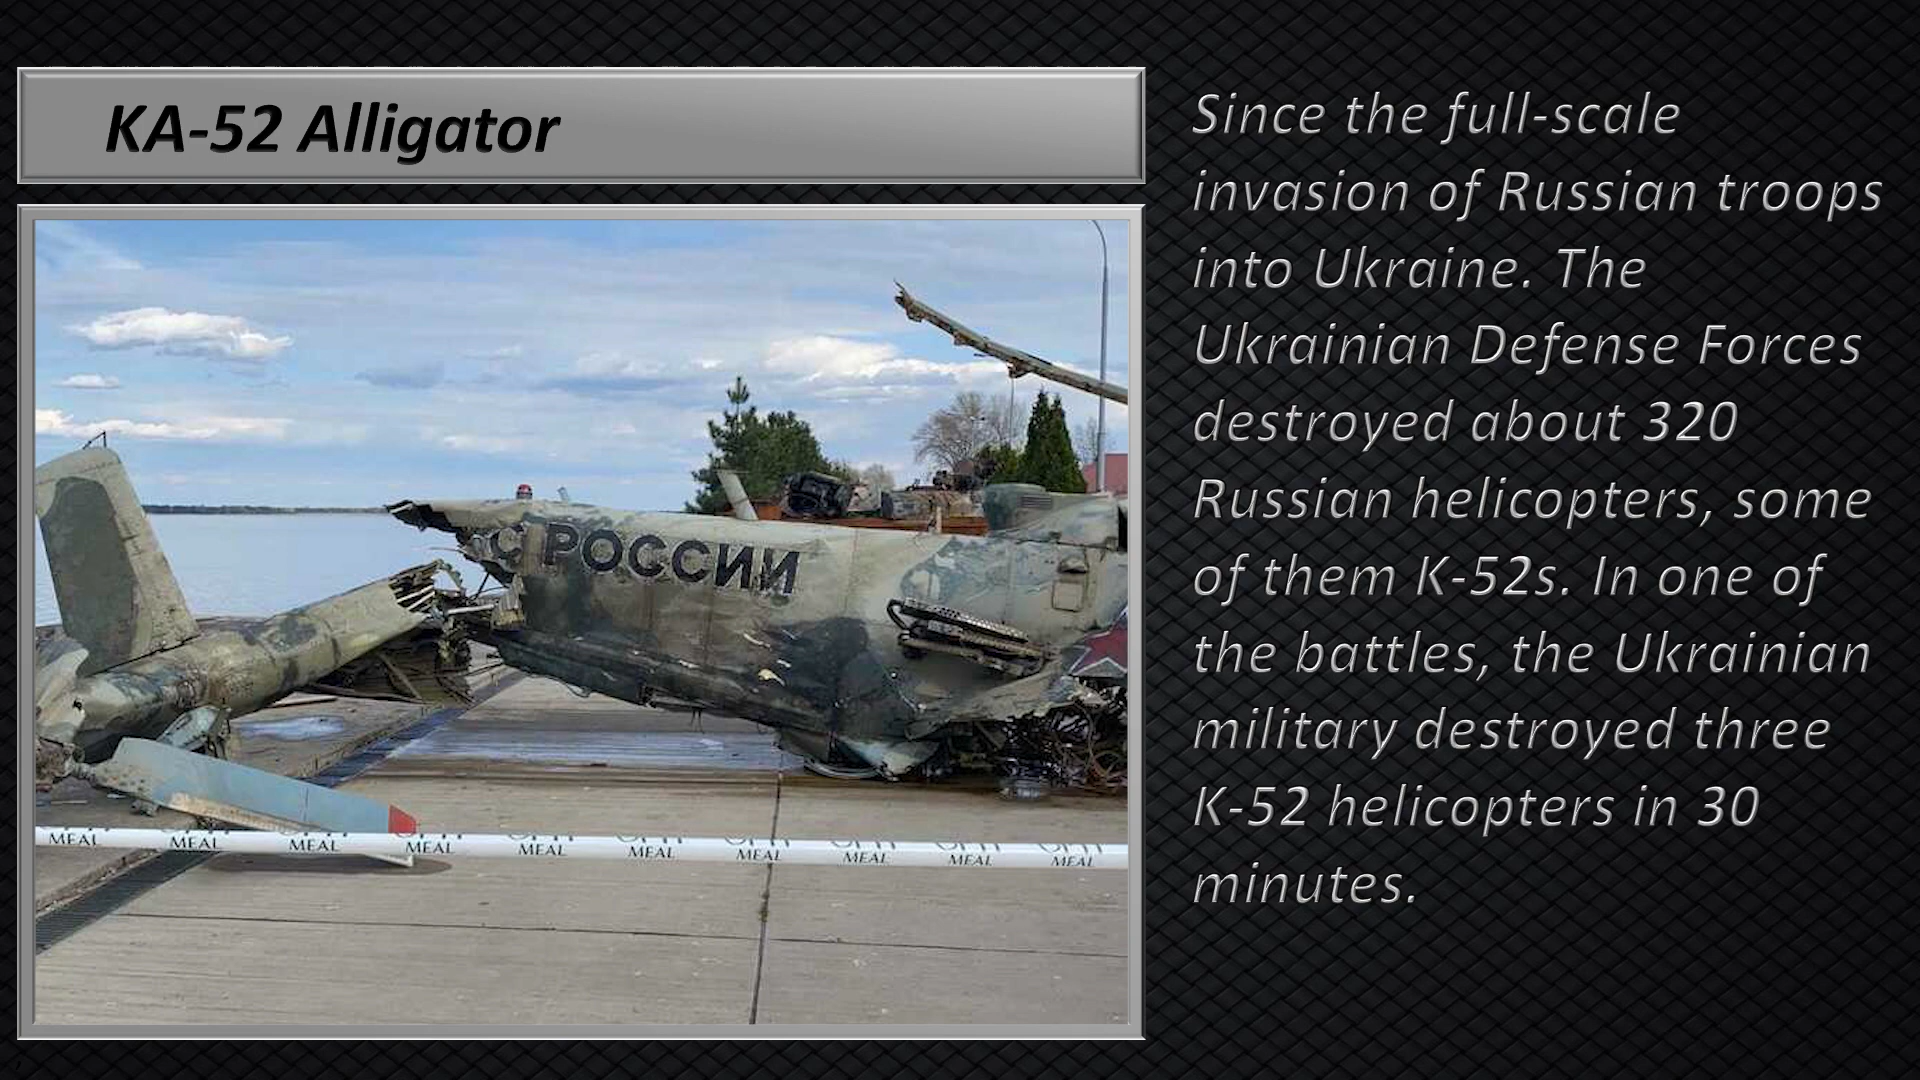 KA-52 Alligator
Since the full-scale
invasion of Russian troops
into Ukraine. The
Ukrainian Defense Forces
destroyed about 320
Russian helicopters, some
of them K-52s. In one of
the battles, the Ukrainian
military destroyed three
K-52 helicopters in 30
minutes.
С РОССИИ
MEAL MEAL MEAL MEAL MEAL MEAL MEAL MEAL MEAL MEAL